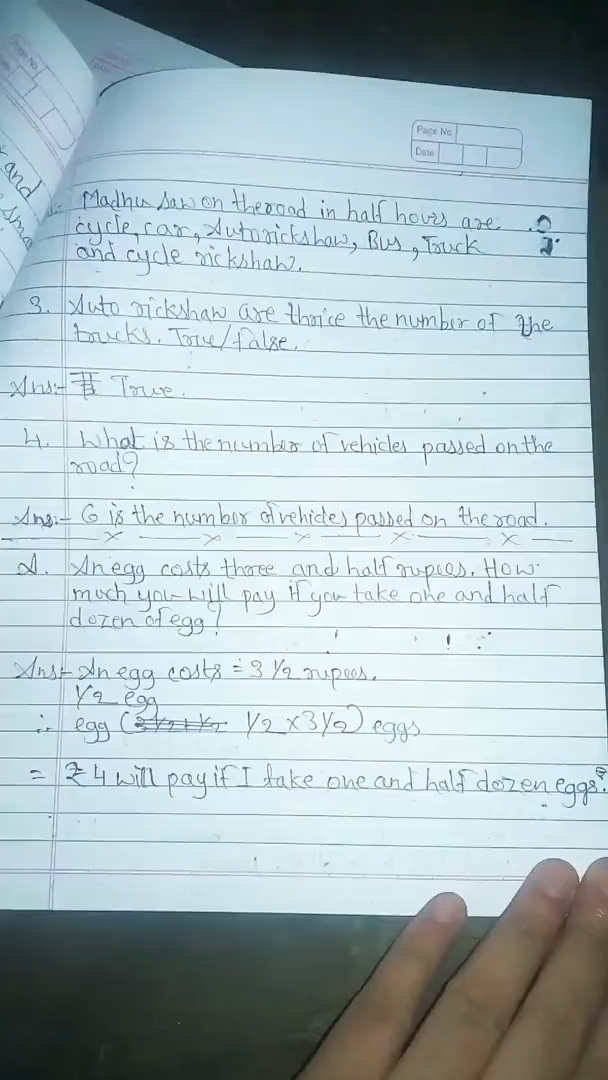 Page No
Date
and
Madhu saw on the road in half hours are
cycle, car, Autorickshaw, Bus, Truck
and cycle rickshaw.
3. Auto rickshaw are thrice the number of the
trucks. True/false.
Ans:- True.
4. What is the number of vehicles passed on the
road?
Ans:- 6 is the number of vehicles passed on the road.
x x x x x
An egg costs three and half rupees. How
much you will pay if you take one and half
dozen of egg?
Ans:- An egg costs = 3 1/2 rupees.
1/2 egg
∴ egg ( 1/2 x 3 1/2) eggs
= ₹4 will pay if I take one and half dozen eggs.